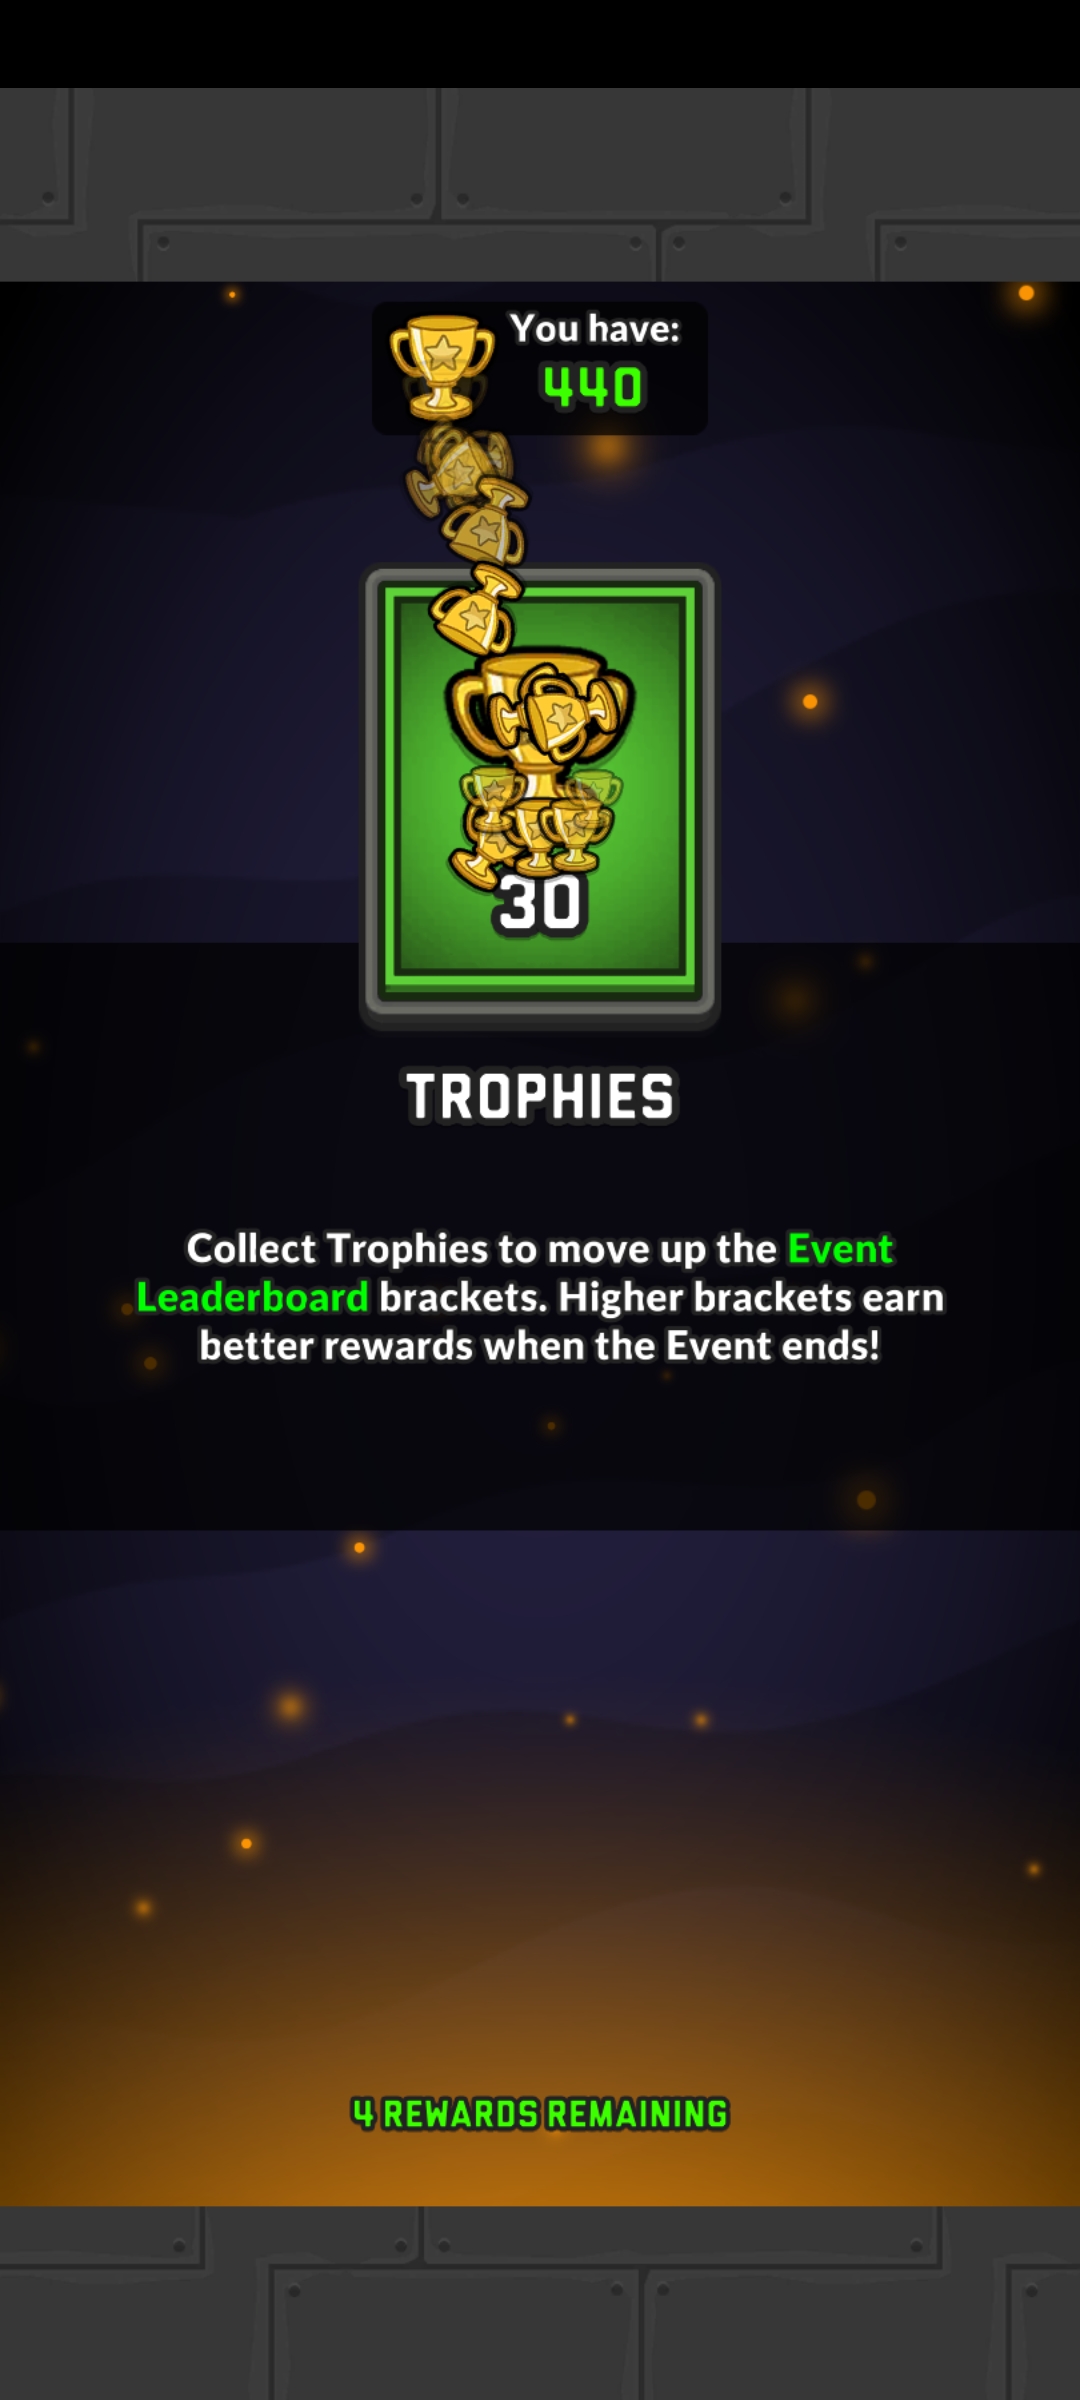 You have:
440
30
TROPHIES
Collect Trophies to move up the Event
Leaderboard brackets. Higher brackets earn
better rewards when the Event ends!
4 REWARDS REMAINING